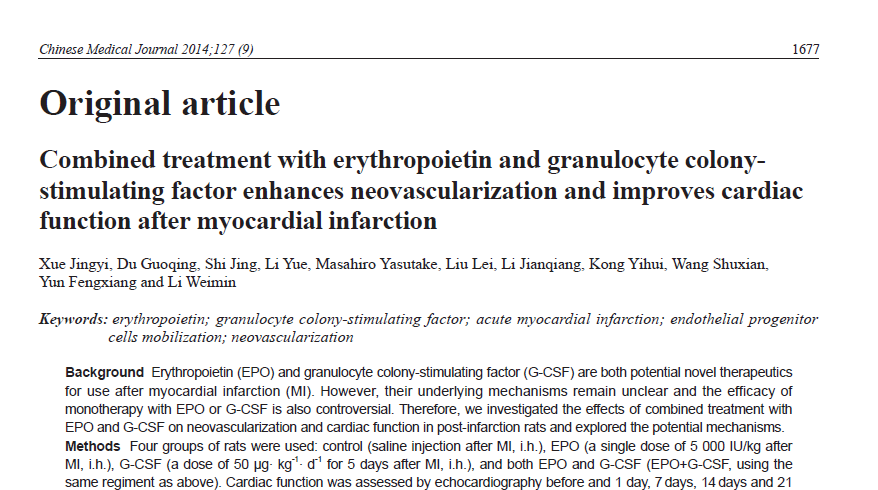 Chinese Medical Journal 2014;127 (9)
1677
Original article
Combined treatment with erythropoietin and granulocyte colony-
stimulating factor enhances neovascularization and improves cardiac
function after myocardial infarction
Xue Jingyi, Du Guoqing, Shi Jing, Li Yue, Masahiro Yasutake, Liu Lei, Li Jianqiang, Kong Yihui, Wang Shuxian,
Yun Fengxiang and Li Weimin
Keywords: erythropoietin; granulocyte colony-stimulating factor; acute myocardial infarction; endothelial progenitor
cells mobilization; neovascularization
Background Erythropoietin (EPO) and granulocyte colony-stimulating factor (G-CSF) are both potential novel therapeutics
for use after myocardial infarction (MI). However, their underlying mechanisms remain unclear and the efficacy of
monotherapy with EPO or G-CSF is also controversial. Therefore, we investigated the effects of combined treatment with
EPO and G-CSF on neovascularization and cardiac function in post-infarction rats and explored the potential mechanisms.
Methods Four groups of rats were used: control (saline injection after MI, i.h.), EPO (a single dose of 5 000 IU/kg after
MI, i.h.), G-CSF (a dose of 50 µg· kg⁻¹· d⁻¹ for 5 days after MI, i.h.), and both EPO and G-CSF (EPO+G-CSF, using the
same regiment as above). Cardiac function was assessed by echocardiography before and 1 day, 7 days, 14 days and 21